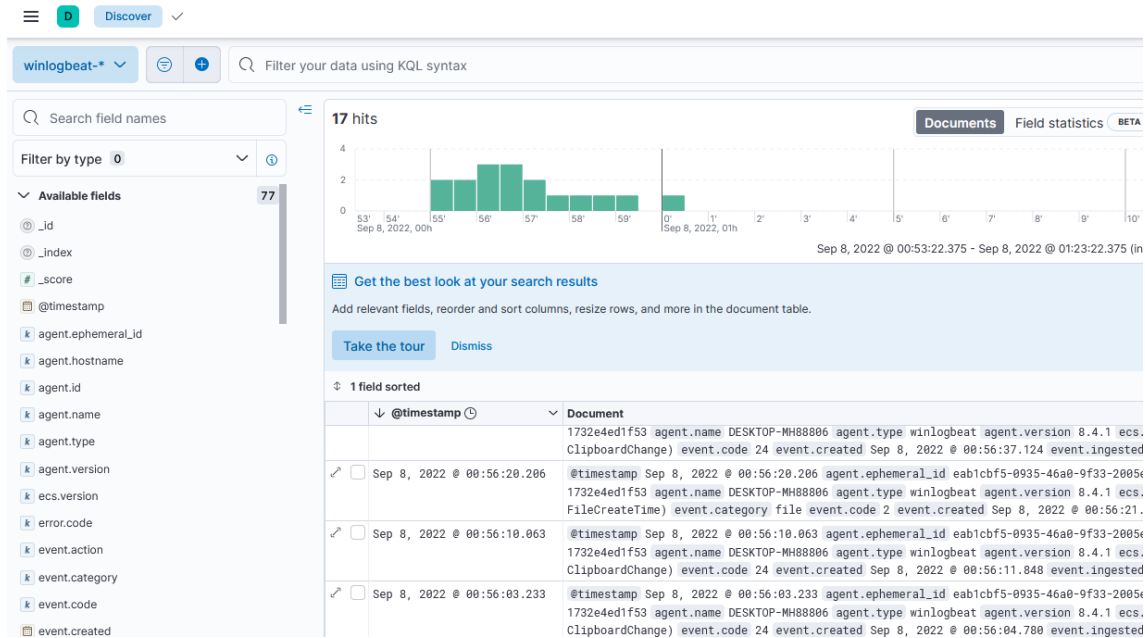 D Discover
winlogbeat-* Filter your data using KQL syntax
Search field names
Filter by type 0
Available fields 77
_id
_index
# _score
@timestamp
k agent.ephemeral_id
k agent.hostname
k agent.id
k agent.name
k agent.type
k agent.version
k ecs.version
k error.code
k event.action
k event.category
k event.code
event.created
17 hits
Documents Field statistics BETA
4
2
0
53' 54' 55' 56' 57' 58' 59' 0' 1' 2' 3' 4' 5' 6' 7' 8' 9' 10'
Sep 8, 2022, 00h Sep 8, 2022, 01h
Sep 8, 2022 @ 00:53:22.375 - Sep 8, 2022 @ 01:23:22.375 (in
Get the best look at your search results
Add relevant fields, reorder and sort columns, resize rows, and more in the document table.
Take the tour Dismiss
1 field sorted
@timestamp Document
1732e4ed1f53 agent.name DESKTOP-MH88806 agent.type winlogbeat agent.version 8.4.1 ecs.
ClipboardChange) event.code 24 event.created Sep 8, 2022 @ 00:56:37.124 event.ingested
Sep 8, 2022 @ 00:56:20.206 @timestamp Sep 8, 2022 @ 00:56:20.206 agent.ephemeral_id eab1cbf5-0935-46a0-9f33-2005e
1732e4ed1f53 agent.name DESKTOP-MH88806 agent.type winlogbeat agent.version 8.4.1 ecs.
FileCreateTime) event.category file event.code 2 event.created Sep 8, 2022 @ 00:56:21.
Sep 8, 2022 @ 00:56:10.063 @timestamp Sep 8, 2022 @ 00:56:10.063 agent.ephemeral_id eab1cbf5-0935-46a0-9f33-2005e
1732e4ed1f53 agent.name DESKTOP-MH88806 agent.type winlogbeat agent.version 8.4.1 ecs.
ClipboardChange) event.code 24 event.created Sep 8, 2022 @ 00:56:11.848 event.ingested
Sep 8, 2022 @ 00:56:03.233 @timestamp Sep 8, 2022 @ 00:56:03.233 agent.ephemeral_id eab1cbf5-0935-46a0-9f33-2005e
1732e4ed1f53 agent.name DESKTOP-MH88806 agent.type winlogbeat agent.version 8.4.1 ecs.
ClipboardChange) event.code 24 event.created Sep 8, 2022 @ 00:56:04.780 event.ingested